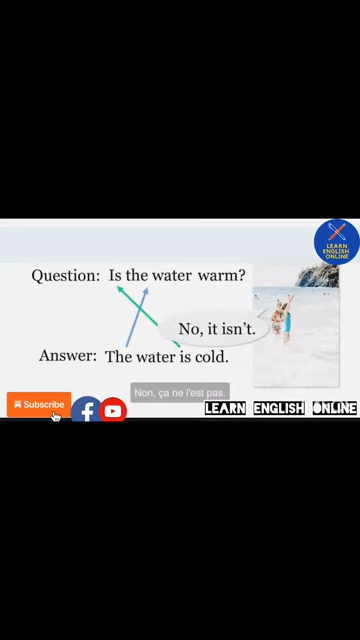 LEARN
ENGLISH
ONLINE
Question: Is the water warm?
No, it isn't.
Answer: The water is cold.
Non, ça ne l'est pas.
Subscribe
LEARN ENGLISH ONLINE